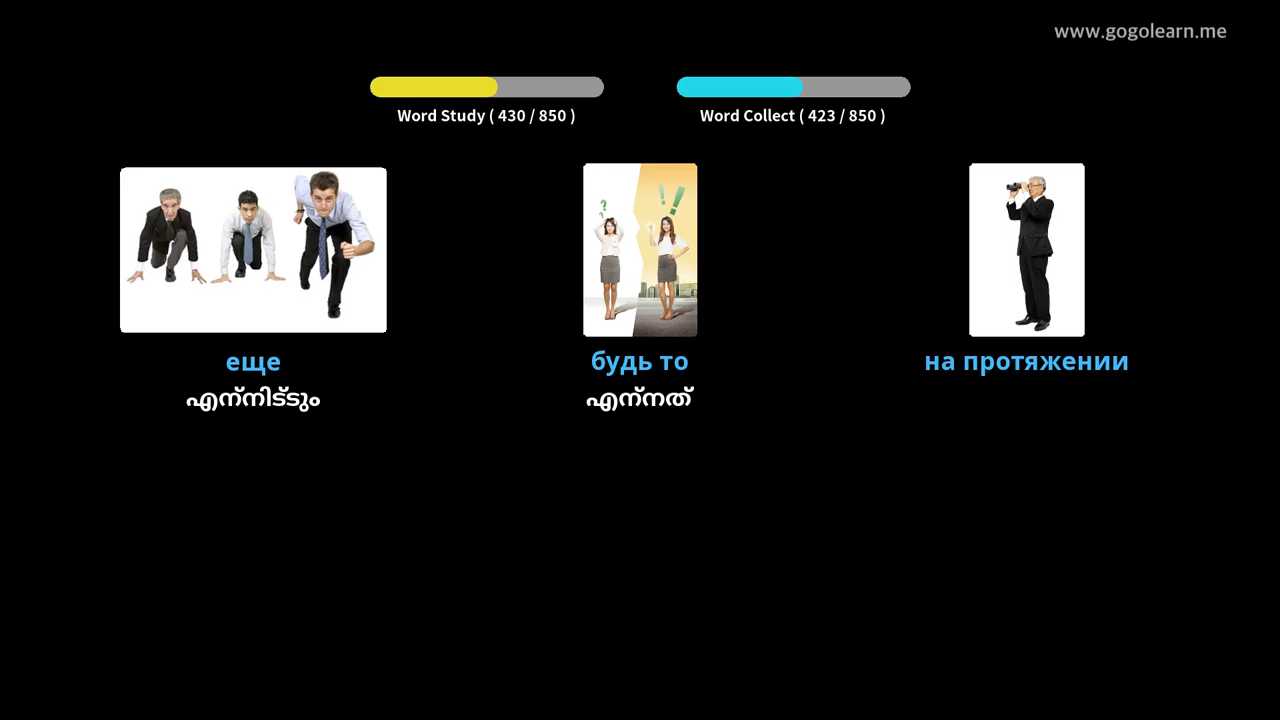 www.gogolearn.me
Word Study ( 430 / 850 )
Word Collect ( 423 / 850 )
еще
എന്നിട്ടും
будь то
എന്നത്
на протяжении